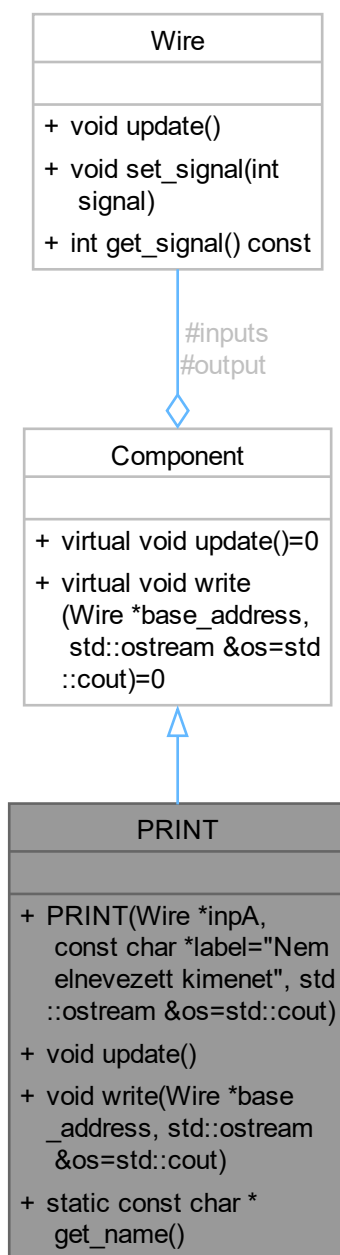 Wire
+ void update()
+ void set_signal(int
signal)
+ int get_signal() const
#inputs
#output
Component
+ virtual void update()=0
+ virtual void write
(Wire *base_address,
std::ostream &os=std
::cout)=0
PRINT
+ PRINT(Wire *inpA,
const char *label="Nem
elnevezett kimenet", std
::ostream &os=std::cout)
+ void update()
+ void write(Wire *base
_address, std::ostream
&os=std::cout)
+ static const char *
get_name()